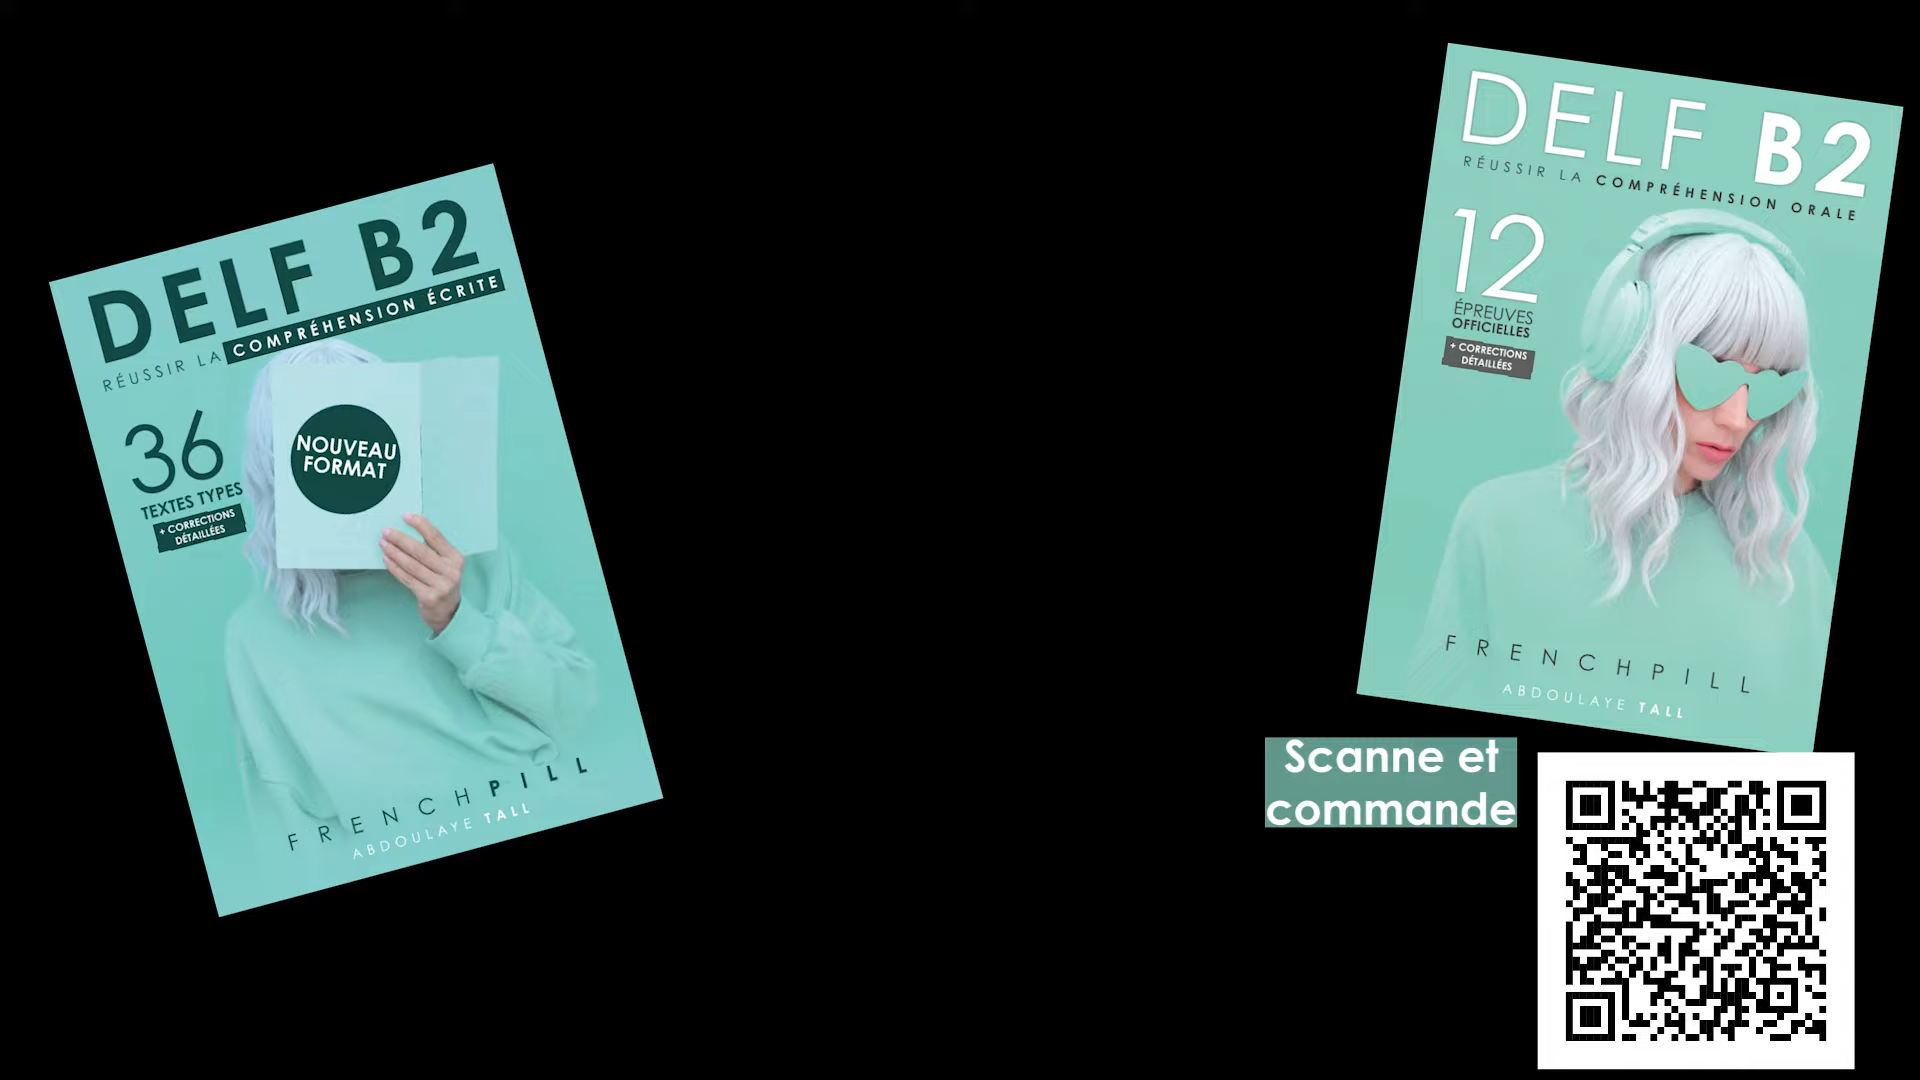 DELF B2
RÉUSSIR LA COMPRÉHENSION ÉCRITE
36
TEXTES TYPES
+ CORRECTIONS
DÉTAILLÉES
NOUVEAU
FORMAT
FRENCHPILL
ABDOULAYE TALL
DELF B2
RÉUSSIR LA COMPRÉHENSION ORALE
12
ÉPREUVES
OFFICIELLES
+ CORRECTIONS
DÉTAILLÉES
FRENCHPILL
ABDOULAYE TALL
Scanne et
commande